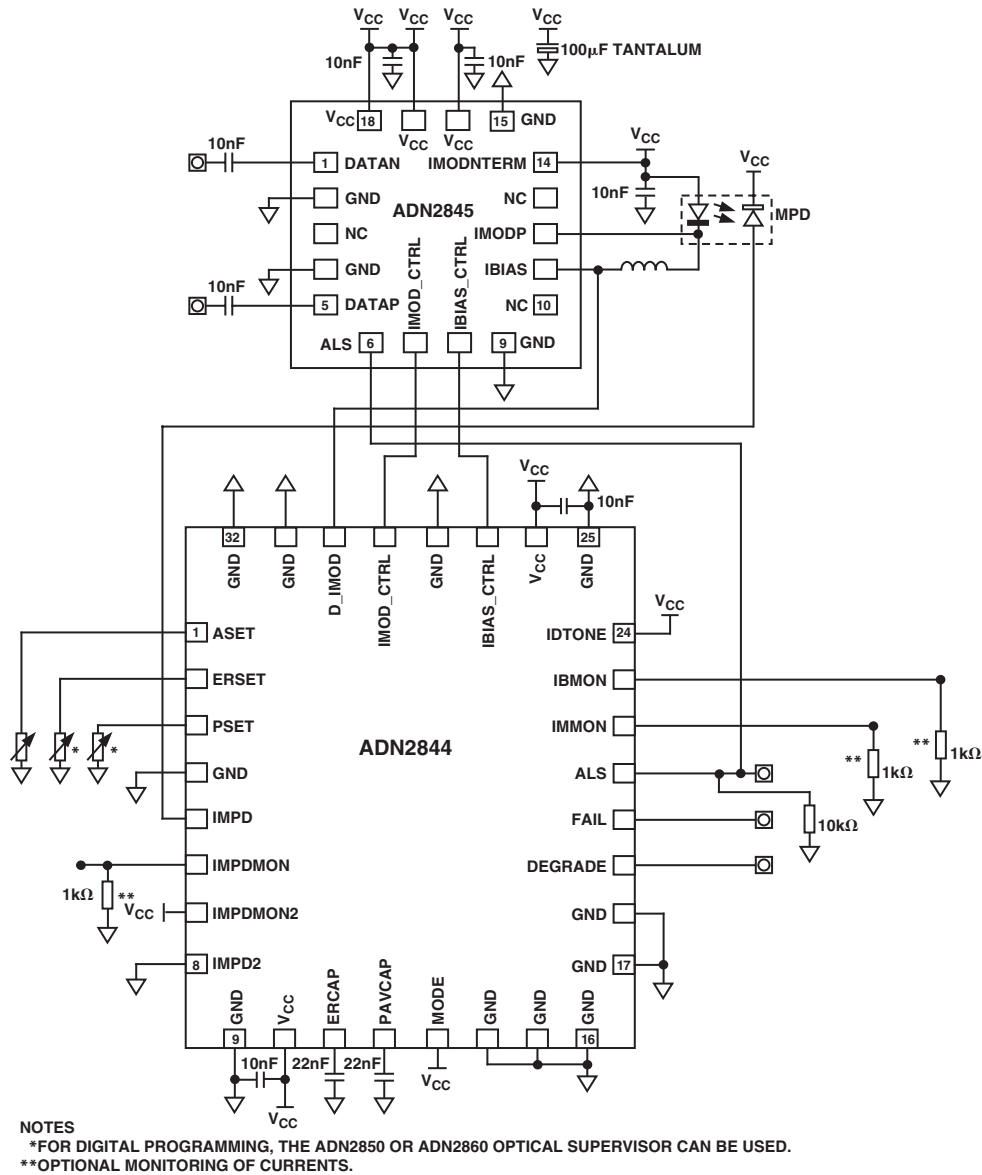 VCC VCC VCC VCC
10nF 10nF 100µF TANTALUM
VCC 18 VCC VCC 15 GND
10nF 1 DATAN IMODNTERM 14 VCC VCC
GND ADN2845 NC 10nF MPD
NC IMODP
GND IBIAS
10nF 5 DATAP IMOD_CTRL IBIAS_CTRL NC 10
ALS 6 9 GND
VCC 10nF
32 25
GND GND D_IMOD IMOD_CTRL GND IBIAS_CTRL VCC GND
1 ASET IDTONE 24 VCC
ERSET IBMON
PSET IMMON
* * ADN2844 ** 1kΩ ** 1kΩ
GND ALS
IMPD FAIL 10kΩ
IMPDMON DEGRADE
1kΩ ** VCC IMPDMON2 GND
8 IMPD2 GND 17
GND VCC ERCAP PAVCAP MODE GND GND GND
9 16
10nF 22nF 22nF VCC
VCC
NOTES
*FOR DIGITAL PROGRAMMING, THE ADN2850 OR ADN2860 OPTICAL SUPERVISOR CAN BE USED.
**OPTIONAL MONITORING OF CURRENTS.